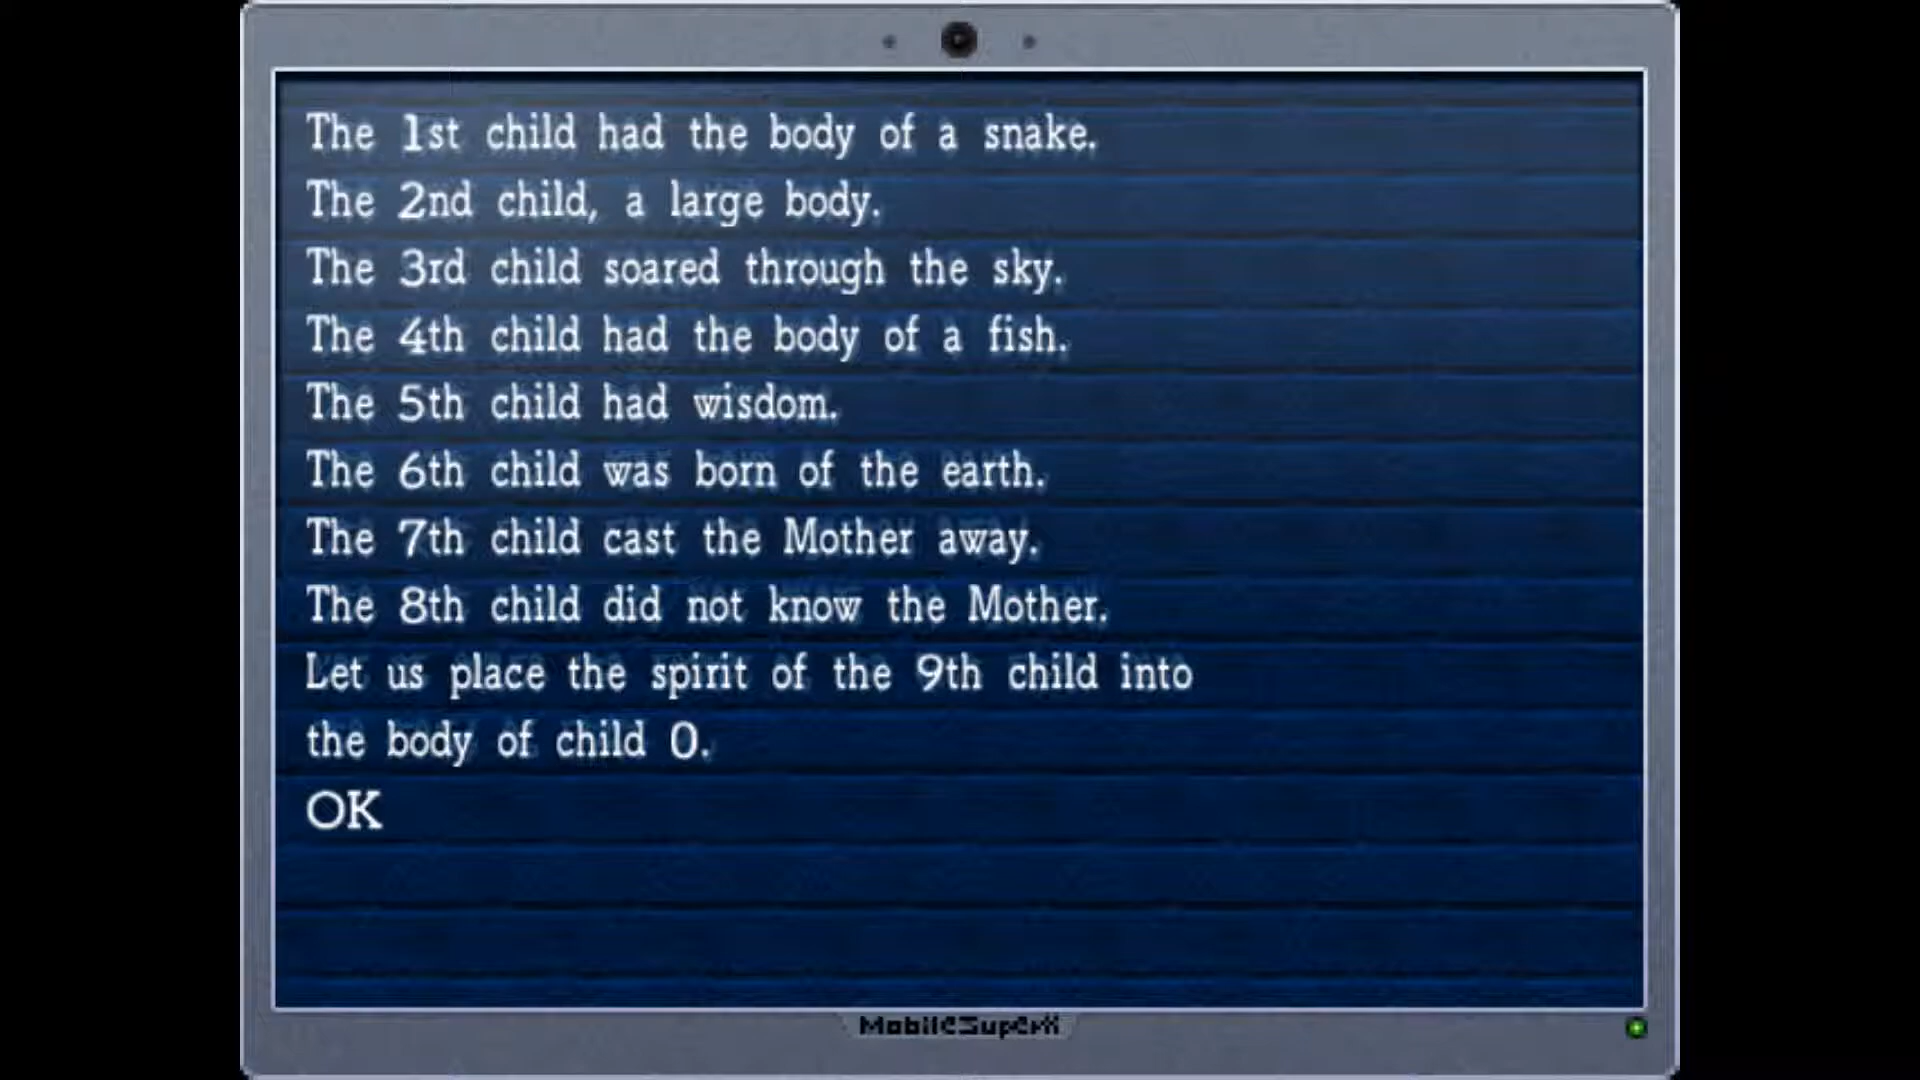 The 1st child had the body of a snake.
The 2nd child, a large body.
The 3rd child soared through the sky.
The 4th child had the body of a fish.
The 5th child had wisdom.
The 6th child was born of the earth.
The 7th child cast the Mother away.
The 8th child did not know the Mother.
Let us place the spirit of the 9th child into
the body of child 0.
OK
MobileSuperX